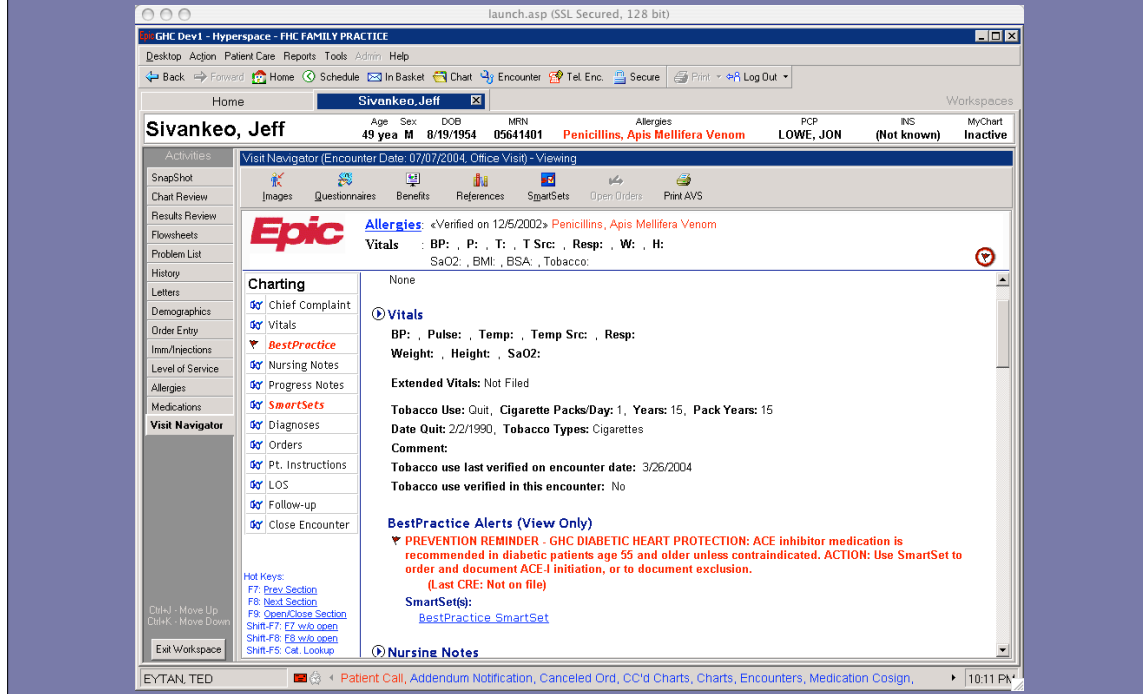 launch.asp (SSL Secured, 128 bit)
Epic GHC Dev1 - Hyperspace - FHC FAMILY PRACTICE
Desktop Action Patient Care Reports Tools Admin Help
Back Forward Home Schedule In Basket Chart Encounter Tel. Enc. Secure Print Log Out
Home Sivankeo,Jeff Workspaces
Sivankeo, Jeff
Age Sex DOB MRN Allergies PCP INS MyChart
49 yea M 8/19/1954 05641401 Penicillins, Apis Mellifera Venom LOWE, JON (Not known) Inactive
Activities
SnapShot
Chart Review
Results Review
Flowsheets
Problem List
History
Letters
Demographics
Order Entry
Imm/Injections
Level of Service
Allergies
Medications
Visit Navigator
Ctrl+J - Move Up
Ctrl+K - Move Down
Exit Workspace
Visit Navigator (Encounter Date: 07/07/2004, Office Visit) - Viewing
Images Questionnaires Benefits References SmartSets Open Orders Print AVS
Epic
Allergies: «Verified on 12/5/2002» Penicillins, Apis Mellifera Venom
Vitals : BP: , P: , T: , T Src: , Resp: , W: , H:
SaO2: , BMI: , BSA: , Tobacco:
Charting
Chief Complaint
Vitals
BestPractice
Nursing Notes
Progress Notes
SmartSets
Diagnoses
Orders
Pt. Instructions
LOS
Follow-up
Close Encounter
Hot Keys:
F7: Prev Section
F8: Next Section
F9: Open/Close Section
Shift-F7: F7 w/o open
Shift-F8: F8 w/o open
Shift-F5: Cat. Lookup
None
Vitals
BP: , Pulse: , Temp: , Temp Src: , Resp:
Weight: , Height: , SaO2:
Extended Vitals: Not Filed
Tobacco Use: Quit, Cigarette Packs/Day: 1, Years: 15, Pack Years: 15
Date Quit: 2/2/1990, Tobacco Types: Cigarettes
Comment:
Tobacco use last verified on encounter date: 3/26/2004
Tobacco use verified in this encounter: No
BestPractice Alerts (View Only)
PREVENTION REMINDER - GHC DIABETIC HEART PROTECTION: ACE inhibitor medication is
recommended in diabetic patients age 55 and older unless contraindicated. ACTION: Use SmartSet to
order and document ACE-I initiation, or to document exclusion.
(Last CRE: Not on file)
SmartSet(s):
BestPractice SmartSet
Nursing Notes
EYTAN, TED
Patient Call, Addendum Notification, Canceled Ord, CC'd Charts, Charts, Encounters, Medication Cosign,
10:11 PM